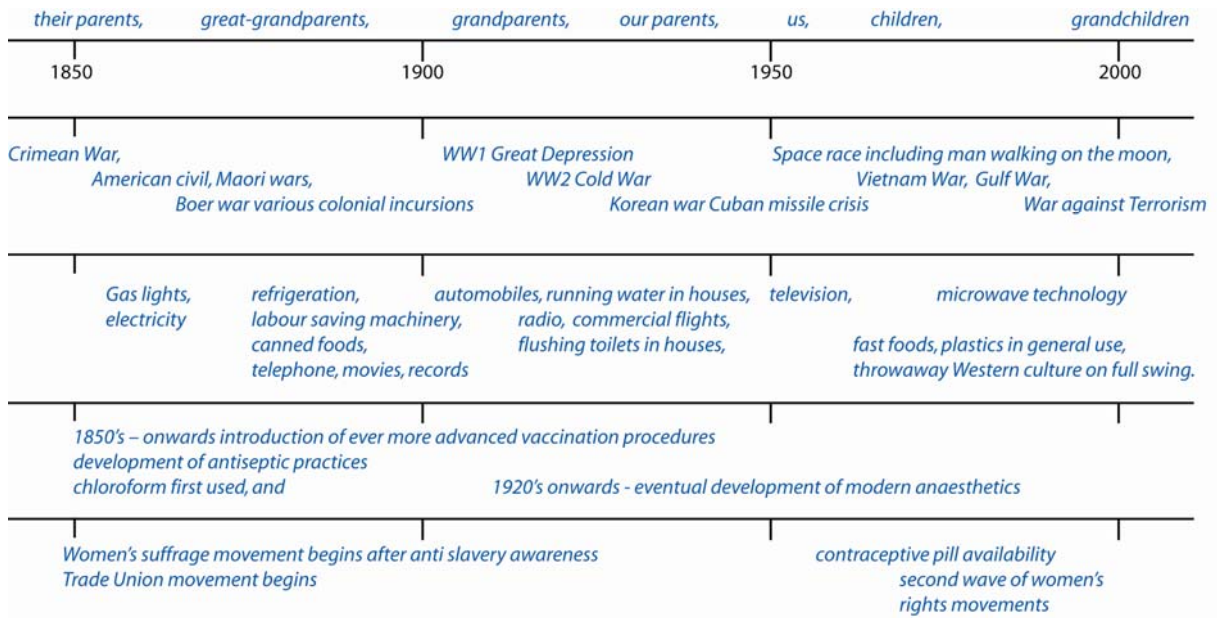 their parents, great-grandparents, grandparents, our parents, us, children, grandchildren
1850 1900 1950 2000
Crimean War, WW1 Great Depression Space race including man walking on the moon,
American civil, Maori wars, WW2 Cold War Vietnam War, Gulf War,
Boer war various colonial incursions Korean war Cuban missile crisis War against Terrorism
Gas lights, refrigeration, automobiles, running water in houses, television, microwave technology
electricity labour saving machinery, radio, commercial flights,
canned foods, flushing toilets in houses, fast foods, plastics in general use,
telephone, movies, records throwaway Western culture on full swing.
1850's – onwards introduction of ever more advanced vaccination procedures
development of antiseptic practices
chloroform first used, and 1920's onwards - eventual development of modern anaesthetics
Women's suffrage movement begins after anti slavery awareness contraceptive pill availability
Trade Union movement begins second wave of women's
rights movements